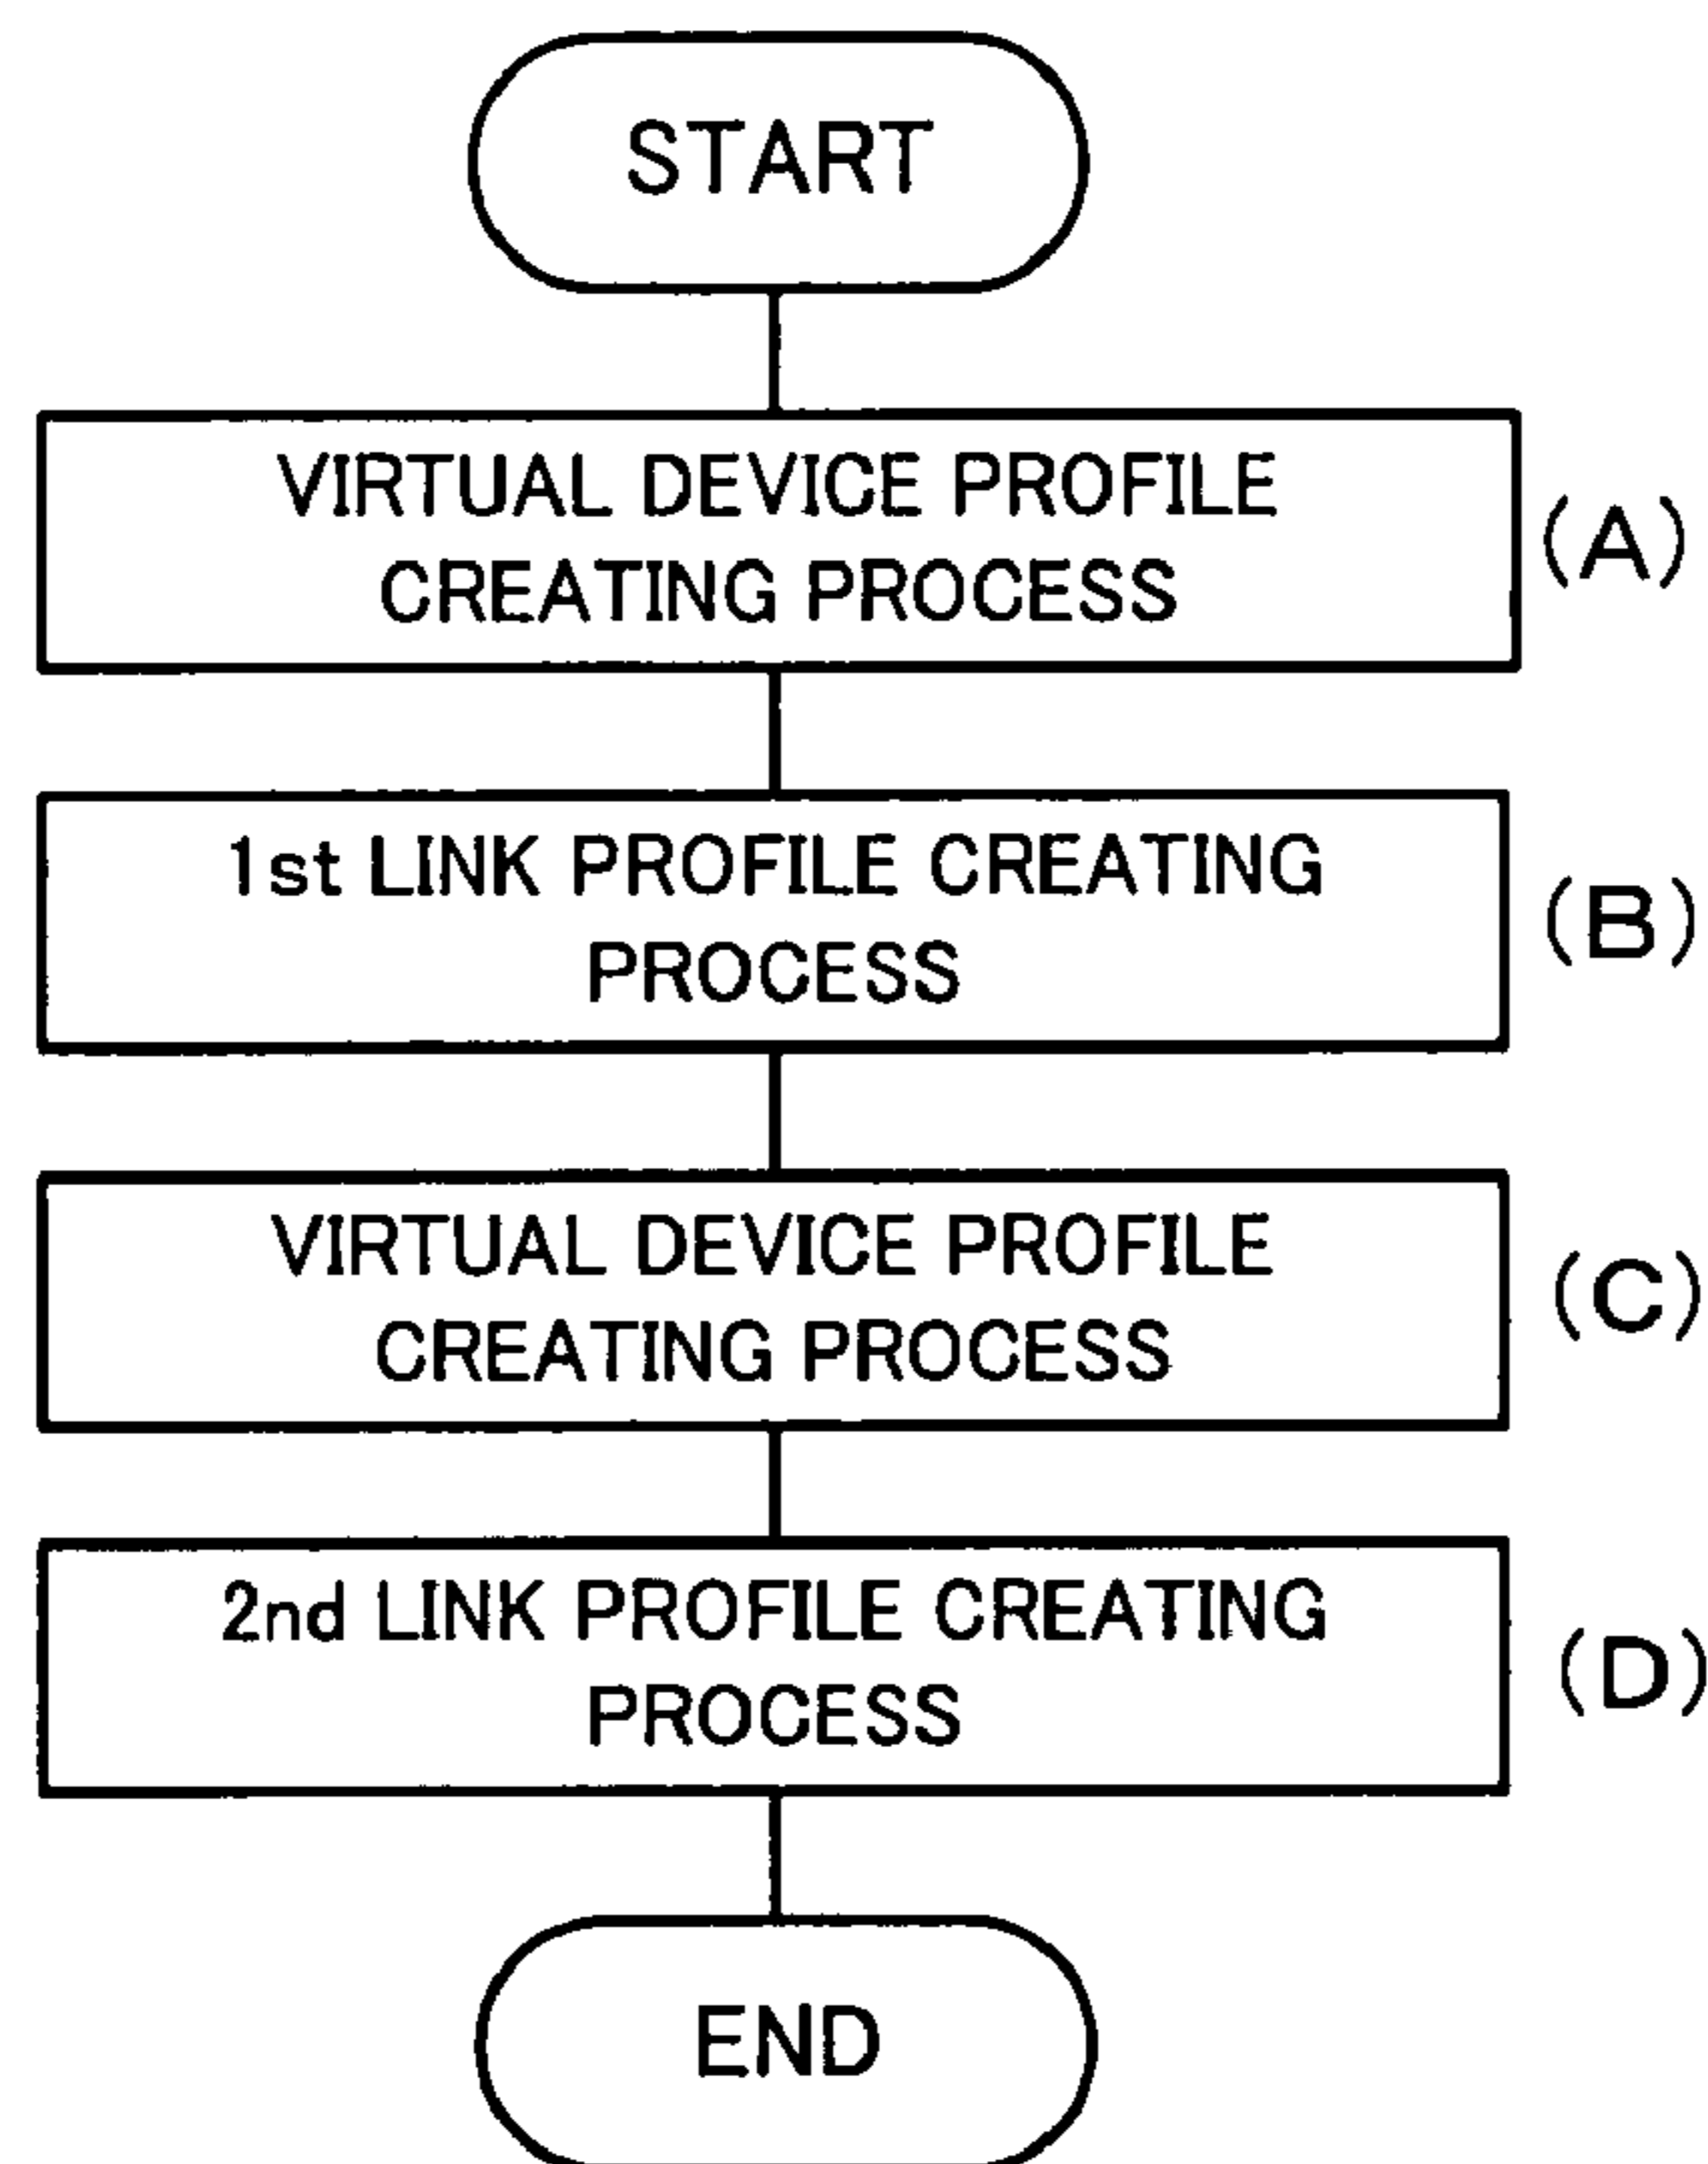 START
VIRTUAL DEVICE PROFILE
CREATING PROCESS
(A)
1st LINK PROFILE CREATING
PROCESS
(B)
VIRTUAL DEVICE PROFILE
CREATING PROCESS
(C)
2nd LINK PROFILE CREATING
PROCESS
(D)
END